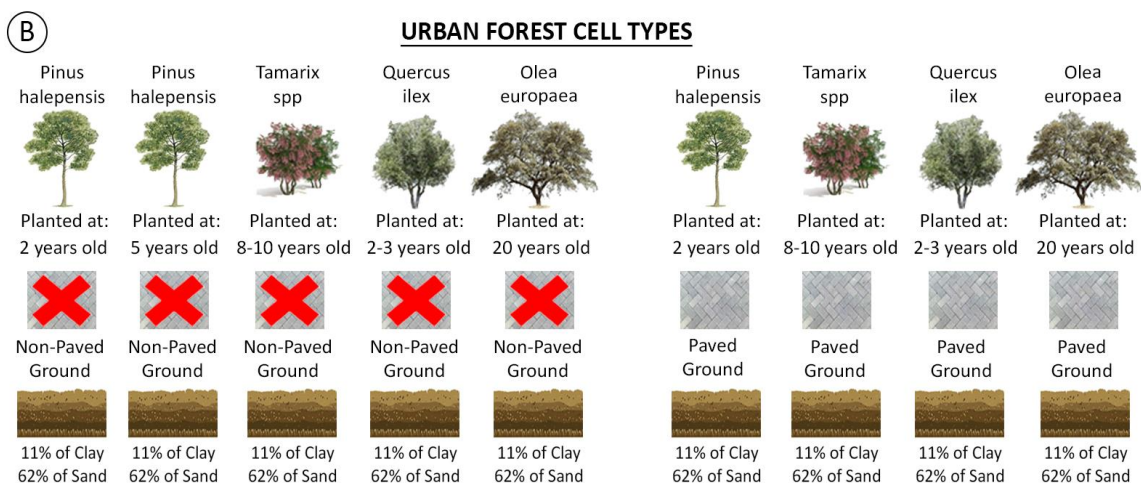 B
URBAN FOREST CELL TYPES
Pinus halepensis
Pinus halepensis
Tamarix spp
Quercus ilex
Olea europaea
Pinus halepensis
Tamarix spp
Quercus ilex
Olea europaea
Planted at: 2 years old
Planted at: 5 years old
Planted at: 8-10 years old
Planted at: 2-3 years old
Planted at: 20 years old
Planted at: 2 years old
Planted at: 8-10 years old
Planted at: 2-3 years old
Planted at: 20 years old
Non-Paved Ground
Non-Paved Ground
Non-Paved Ground
Non-Paved Ground
Non-Paved Ground
Paved Ground
Paved Ground
Paved Ground
Paved Ground
11% of Clay 62% of Sand
11% of Clay 62% of Sand
11% of Clay 62% of Sand
11% of Clay 62% of Sand
11% of Clay 62% of Sand
11% of Clay 62% of Sand
11% of Clay 62% of Sand
11% of Clay 62% of Sand
11% of Clay 62% of Sand